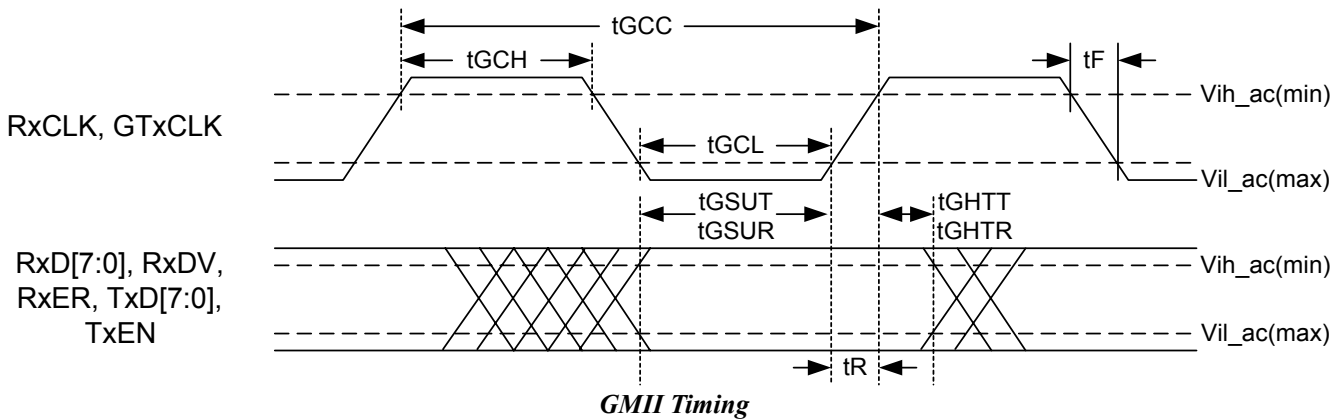 tGCC
tGCH
tF
Vih_ac(min)
RxCLK, GTxCLK
tGCL
Vil_ac(max)
tGSUT
tGSUR
tGHTT
tGHTR
RxD[7:0], RxDV,
RxER, TxD[7:0],
TxEN
Vih_ac(min)
Vil_ac(max)
tR
GMII Timing